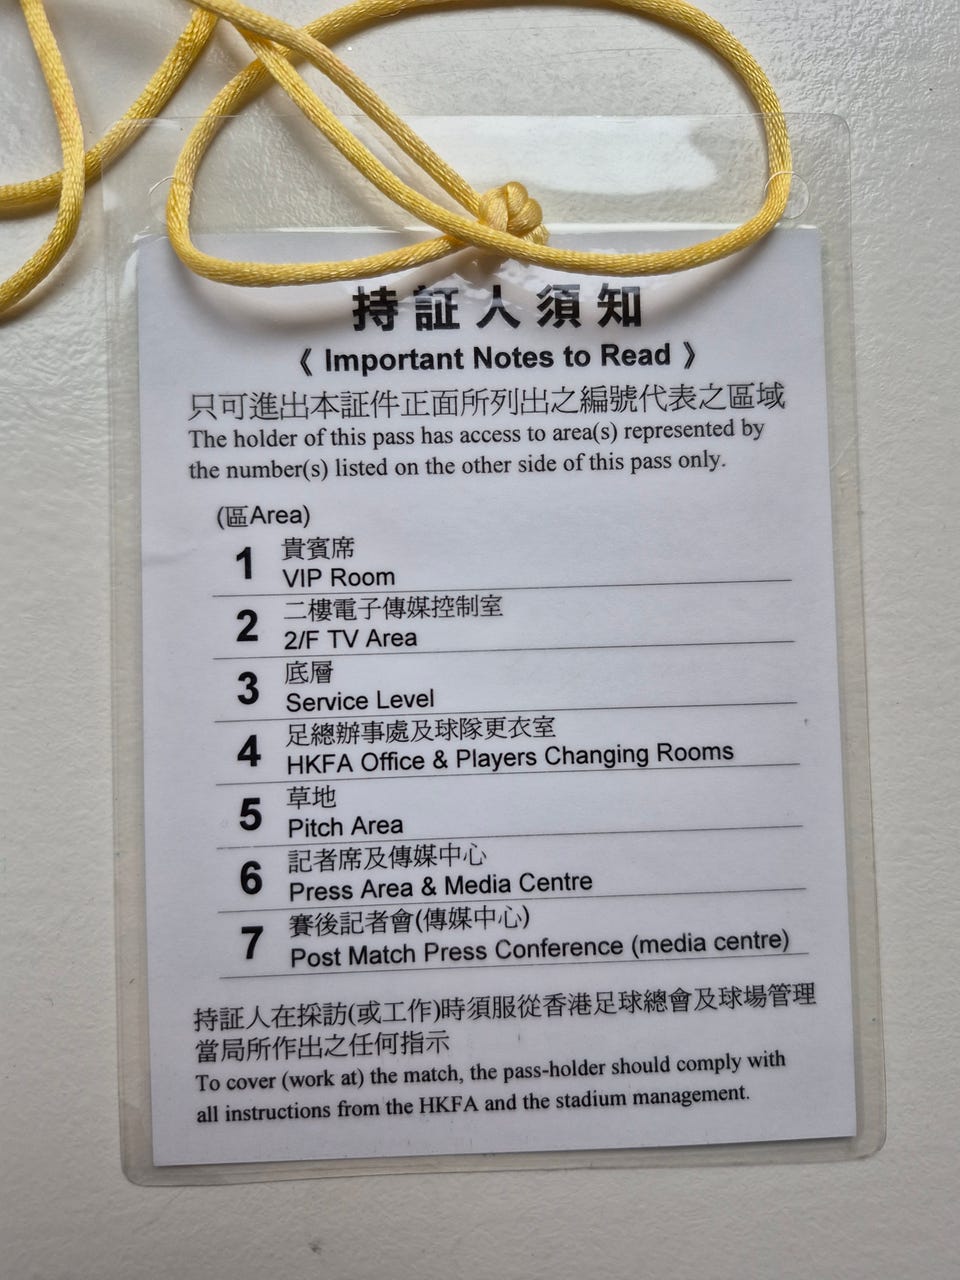 持証人須知
《 Important Notes to Read 》
只可進出本証件正面所列出之編號代表之區域
The holder of this pass has access to area(s) represented by
the number(s) listed on the other side of this pass only.
(區Area)
1 貴賓席
VIP Room
2 二樓電子傳媒控制室
2/F TV Area
3 底層
Service Level
4 足總辦事處及球隊更衣室
HKFA Office & Players Changing Rooms
5 草地
Pitch Area
6 記者席及傳媒中心
Press Area & Media Centre
7 賽後記者會(傳媒中心)
Post Match Press Conference (media centre)
持証人在採訪(或工作)時須服從香港足球總會及球場管理
當局所作出之任何指示
To cover (work at) the match, the pass-holder should comply with
all instructions from the HKFA and the stadium management.